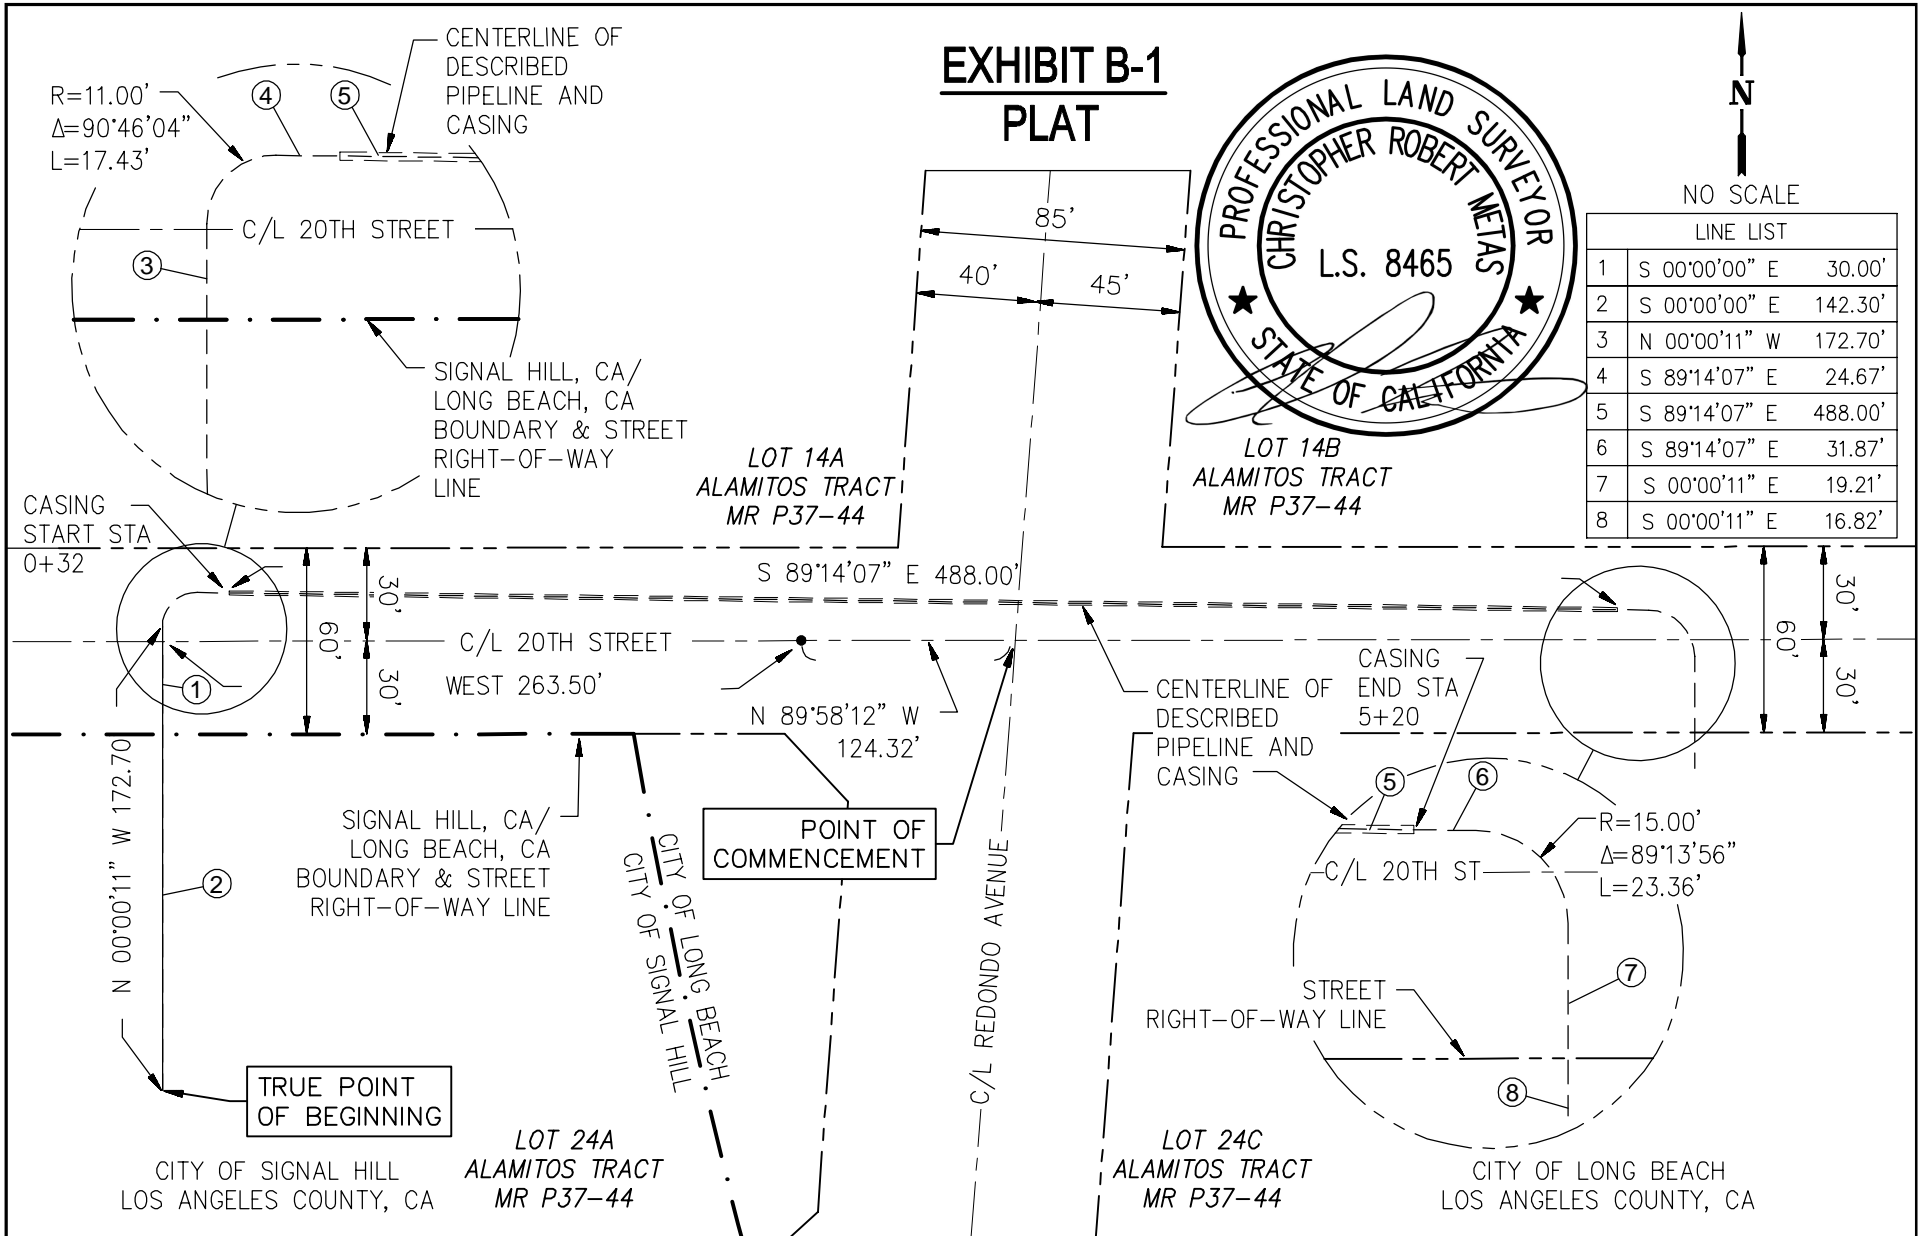 EXHIBIT B-1
PLAT
R=11.00'
Δ=90°46'04"
L=17.43'
4
5
CENTERLINE OF
DESCRIBED
PIPELINE AND
CASING
C/L 20TH STREET
3
SIGNAL HILL, CA/
LONG BEACH, CA
BOUNDARY & STREET
RIGHT-OF-WAY
LINE
85'
40'
45'
PROFESSIONAL LAND SURVEYOR
CHRISTOPHER ROBERT METAS
L.S. 8465
STATE OF CALIFORNIA
N
NO SCALE
LINE LIST
1 S 00°00'00" E 30.00'
2 S 00°00'00" E 142.30'
3 N 00°00'11" W 172.70'
4 S 89°14'07" E 24.67'
5 S 89°14'07" E 488.00'
6 S 89°14'07" E 31.87'
7 S 00°00'11" E 19.21'
8 S 00°00'11" E 16.82'
LOT 14A
ALAMITOS TRACT
MR P37-44
LOT 14B
ALAMITOS TRACT
MR P37-44
CASING
START STA
0+32
S 89°14'07" E 488.00'
30'
60'
30'
C/L 20TH STREET
WEST 263.50'
N 89°58'12" W
124.32'
1
30'
60'
30'
CENTERLINE OF
DESCRIBED
PIPELINE AND
CASING
CASING
END STA
5+20
N 00°00'11" W 172.70
2
SIGNAL HILL, CA/
LONG BEACH, CA
BOUNDARY & STREET
RIGHT-OF-WAY LINE
CITY OF LONG BEACH
CITY OF SIGNAL HILL
POINT OF
COMMENCEMENT
C/L REDONDO AVENUE
5
6
R=15.00'
Δ=89°13'56"
L=23.36'
C/L 20TH ST
7
STREET
RIGHT-OF-WAY LINE
8
TRUE POINT
OF BEGINNING
CITY OF SIGNAL HILL
LOS ANGELES COUNTY, CA
LOT 24A
ALAMITOS TRACT
MR P37-44
LOT 24C
ALAMITOS TRACT
MR P37-44
CITY OF LONG BEACH
LOS ANGELES COUNTY, CA